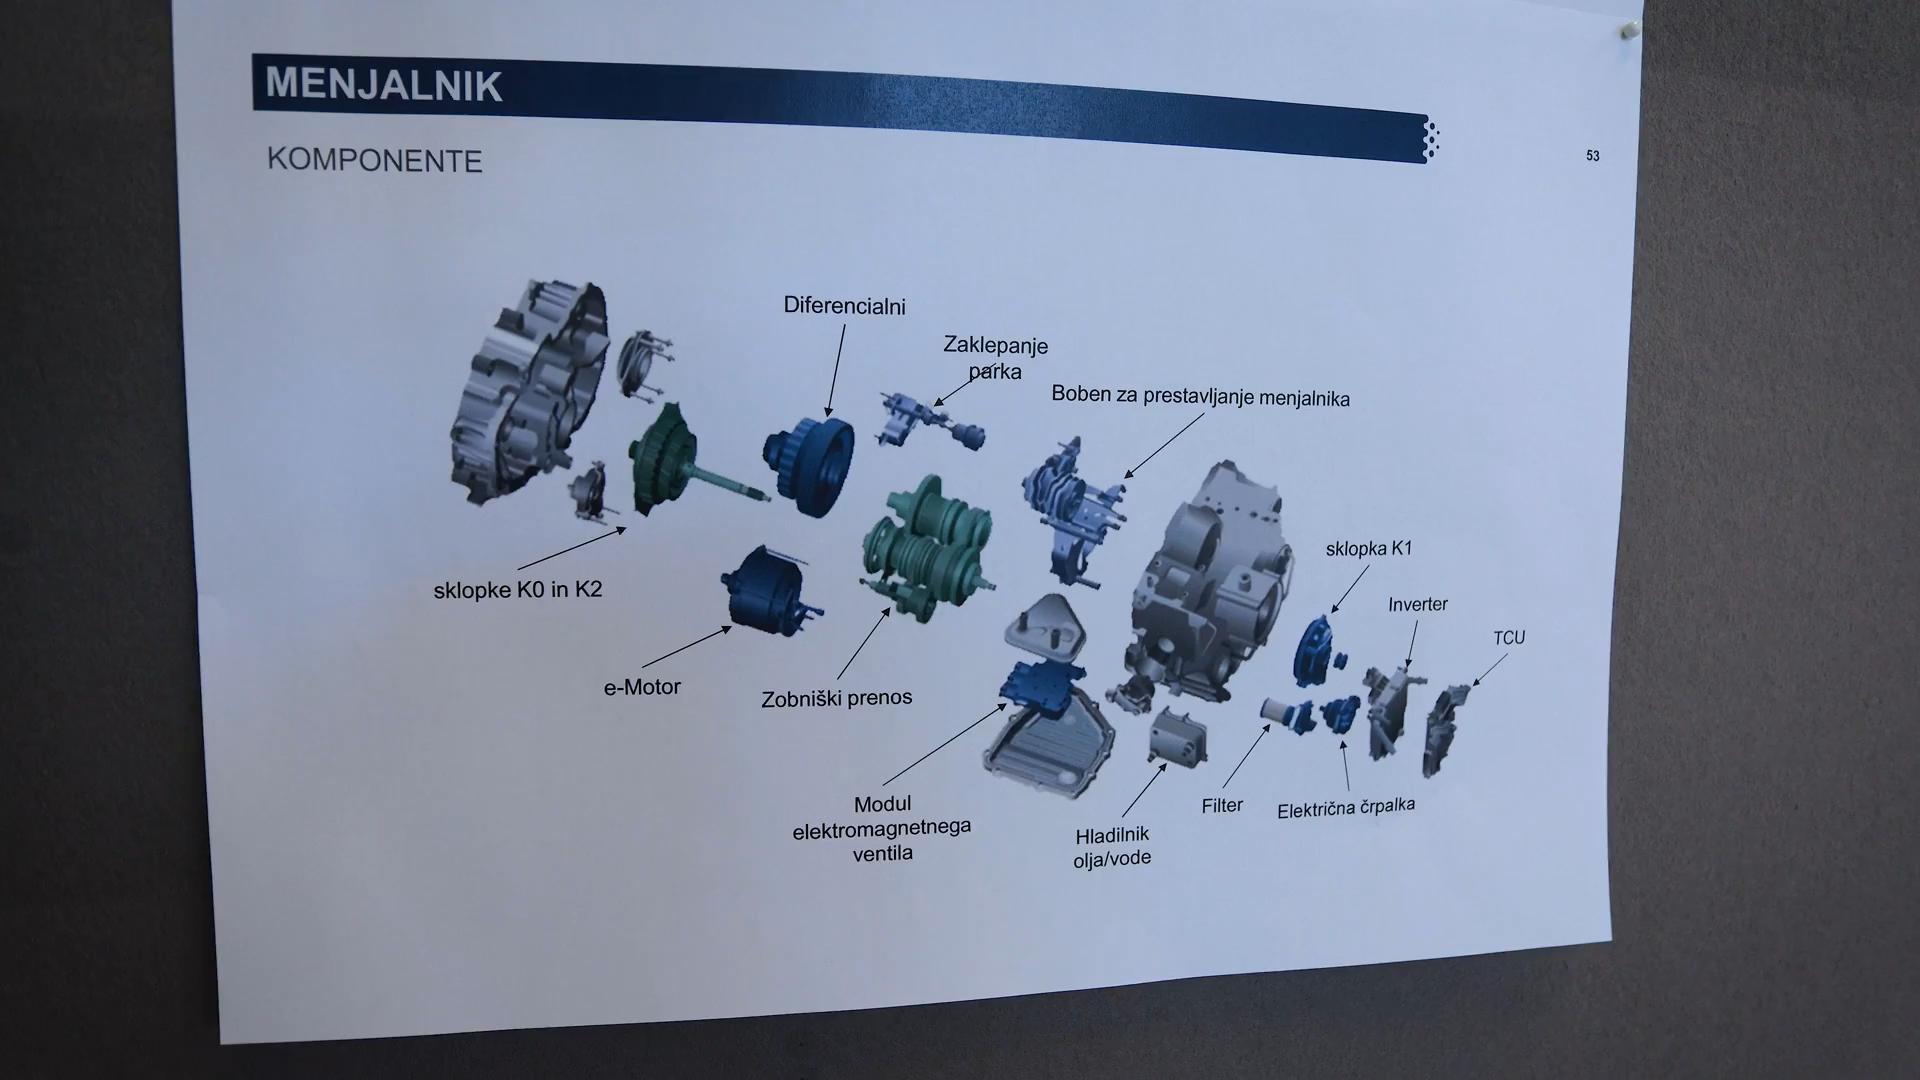 MENJALNIK
53
KOMPONENTE
Diferencialni
Zaklepanje
parka
Boben za prestavljanje menjalnika
sklopka K1
sklopke K0 in K2
Inverter
TCU
e-Motor
Zobniški prenos
Modul
elektromagnetnega
ventila
Hladilnik
olja/vode
Filter
Električna črpalka